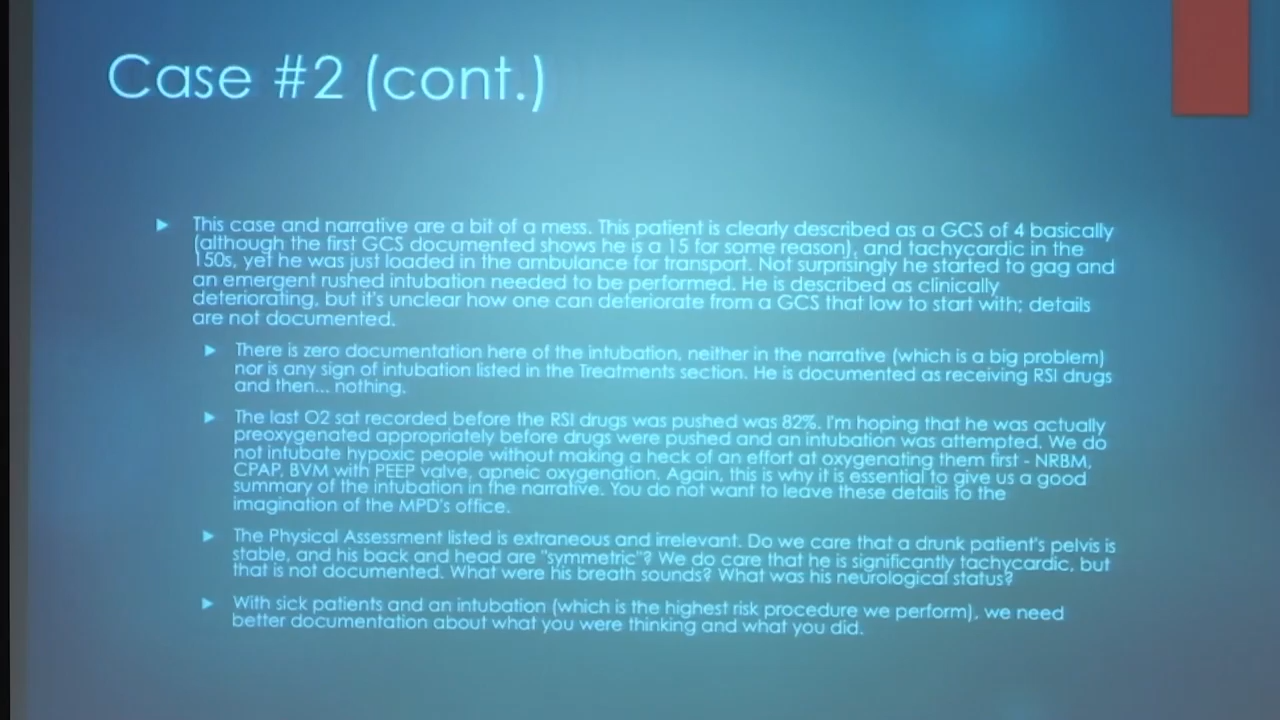 Case #2 (cont.)
This case and narrative are a bit of a mess. This patient is clearly described as a GCS of 4 basically
(although the first GCS documented shows he is a 15 for some reason), and tachycardic in the
150s, yet he was just loaded in the ambulance for transport. Not surprisingly he started to gag and
an emergent rushed intubation needed to be performed. He is described as clinically
deteriorating, but it's unclear how one can deteriorate from a GCS that low to start with; details
are not documented.
There is zero documentation here of the intubation, neither in the narrative (which is a big problem)
nor is any sign of intubation listed in the Treatments section. He is documented as receiving RSI drugs
and then... nothing.
The last O2 sat recorded before the RSI drugs was pushed was 82%. I'm hoping that he was actually
preoxygenated appropriately before drugs were pushed and an intubation was attempted. We do
not intubate hypoxic people without making a heck of an effort at oxygenating them first - NRBM,
CPAP, BVM with PEEP valve, apneic oxygenation. Again, this is why it is essential to give us a good
summary of the intubation in the narrative. You do not want to leave these details to the
imagination of the MPD's office.
The Physical Assessment listed is extraneous and irrelevant. Do we care that a drunk patient's pelvis is
stable, and his back and head are "symmetric"? We do care that he is significantly tachycardic, but
that is not documented. What were his breath sounds? What was his neurological status?
With sick patients and an intubation (which is the highest risk procedure we perform), we need
better documentation about what you were thinking and what you did.